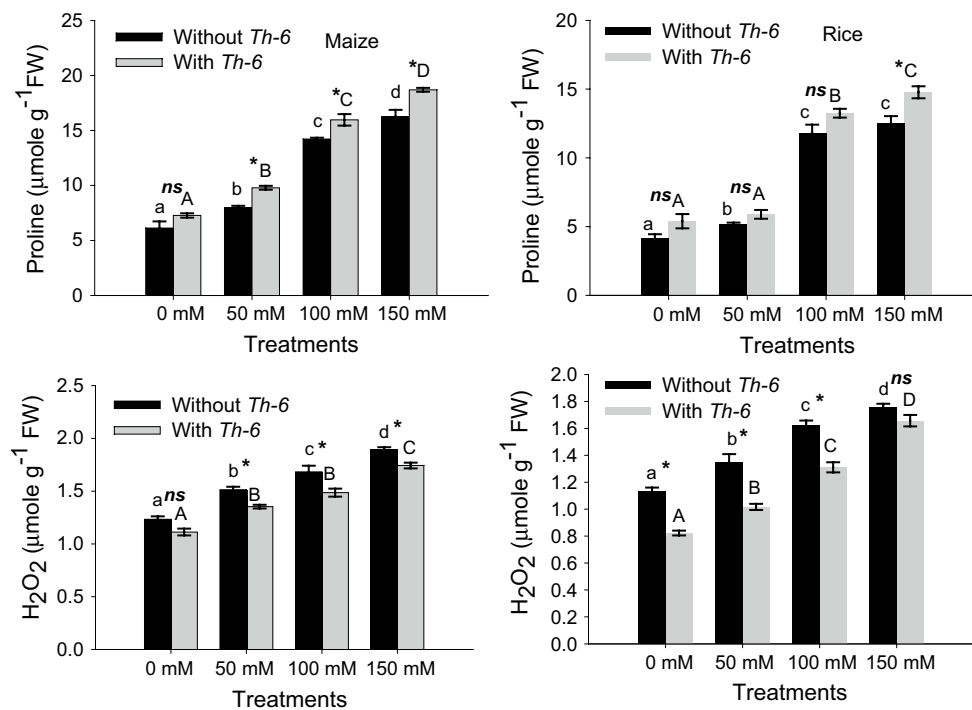 25
20
15
10
5
0
Proline (µmole g⁻¹FW)
Without Th-6
With Th-6
Maize
a
ns
A
b
*B
c
*C
d
*D
0 mM
50 mM
100 mM
150 mM
Treatments
20
15
10
5
0
Proline (µmole g⁻¹ FW)
Without Th-6
With Th-6
Rice
a
nsA
b
nsA
c
nsB
c
*C
0 mM
50 mM
100 mM
150 mM
Treatments
2.5
2.0
1.5
1.0
0.5
0.0
H₂O₂ (µmole g⁻¹ FW)
Without Th-6
With Th-6
a ns
A
b *
B
c *
B
d *
C
0 mM
50 mM
100 mM
150 mM
Treatments
2.0
1.8
1.6
1.4
1.2
1.0
0.8
0.6
0.4
0.2
0.0
H₂O₂ (µmole g⁻¹ FW)
Without Th-6
With Th-6
a *
A
b *
B
c *
C
d ns
D
0 mM
50 mM
100 mM
150 mM
Treatments